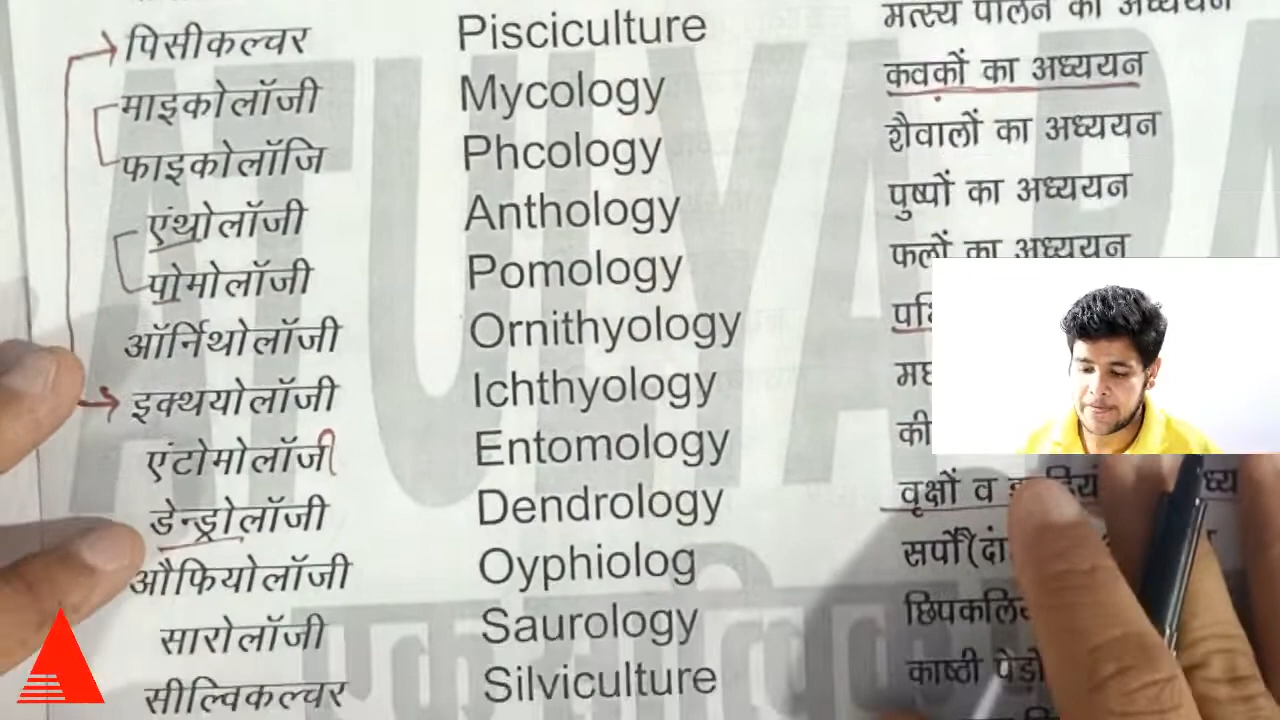 पिसीकल्चर Pisciculture मत्स्य पालन का अध्ययन
माइकोलॉजी Mycology कवकों का अध्ययन
फाइकोलॉजि Phcology शैवालों का अध्ययन
एंथोलॉजी Anthology पुष्पों का अध्ययन
पोमोलॉजी Pomology फलों का अध्ययन
ऑर्निथोलॉजी Ornithyology
इक्थयोलॉजी Ichthyology
एंटोमोलॉजी Entomology
डेन्ड्रोलॉजी Dendrology वृक्षों व
औफियोलॉजी Oyphiolog सर्पों(दां
सारोलॉजी Saurology
सील्विकल्चर Silviculture काष्ठी पेड़ों